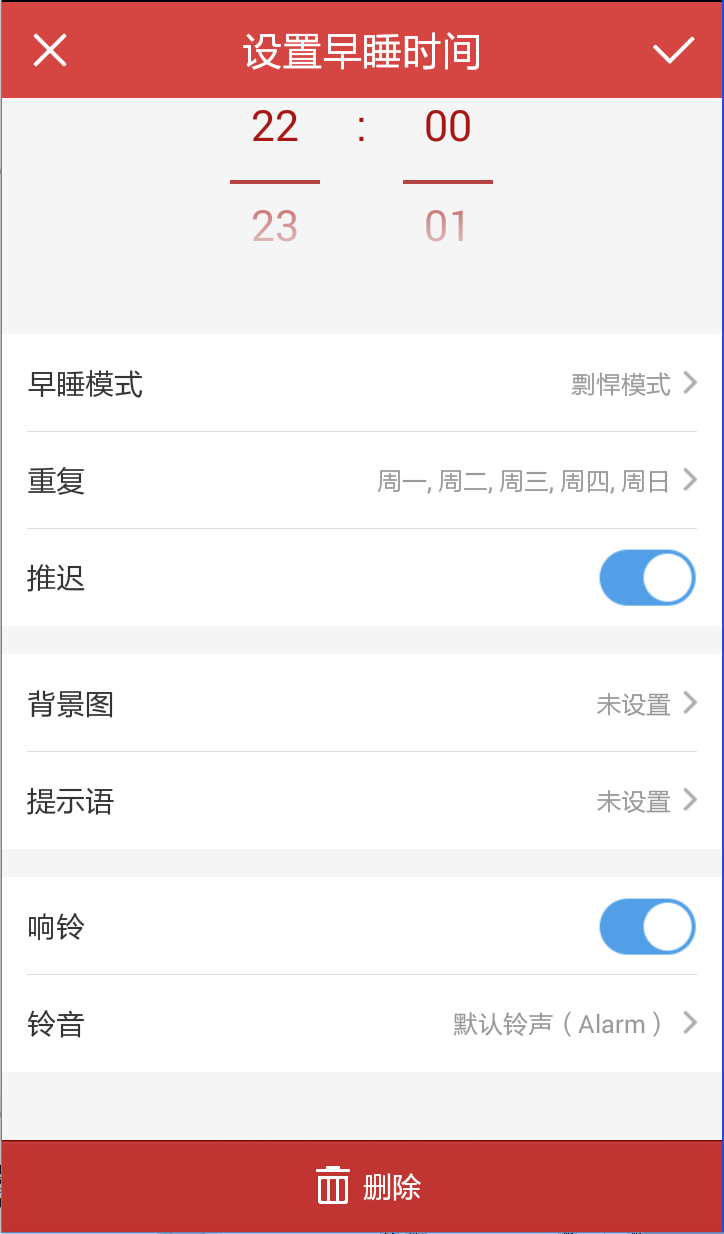 设置早睡时间
22 : 00
23 01
早睡模式 剽悍模式
重复 周一, 周二, 周三, 周四, 周日
推迟
背景图 未设置
提示语 未设置
响铃
铃音 默认铃声（Alarm）
删除